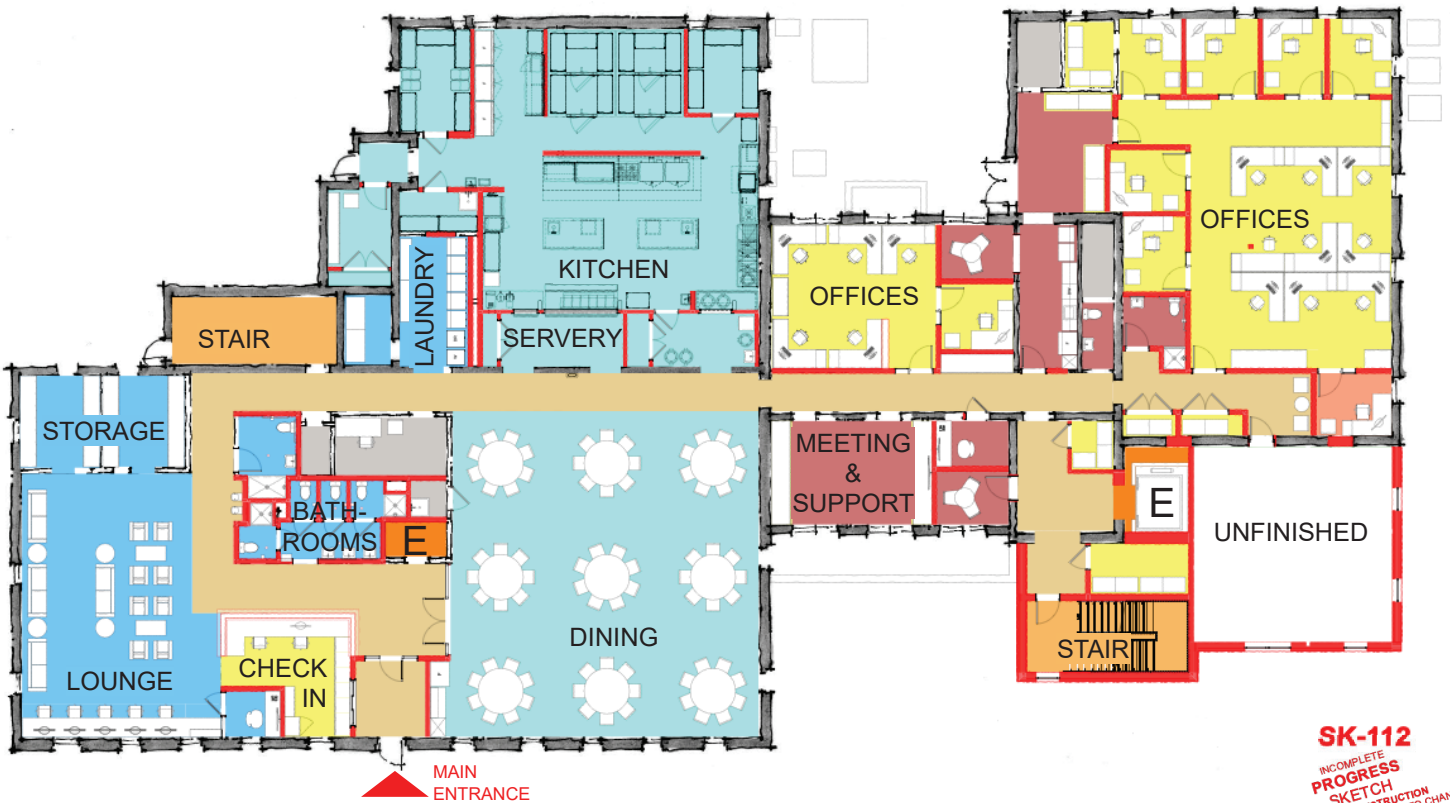 KITCHEN
OFFICES
OFFICES
LAUNDRY
STAIR
SERVERY
STORAGE
MEETING
&
SUPPORT
BATH-
ROOMS
E
E
UNFINISHED
DINING
STAIR
LOUNGE
CHECK
IN
MAIN
ENTRANCE
SK-112
INCOMPLETE
PROGRESS
SKETCH